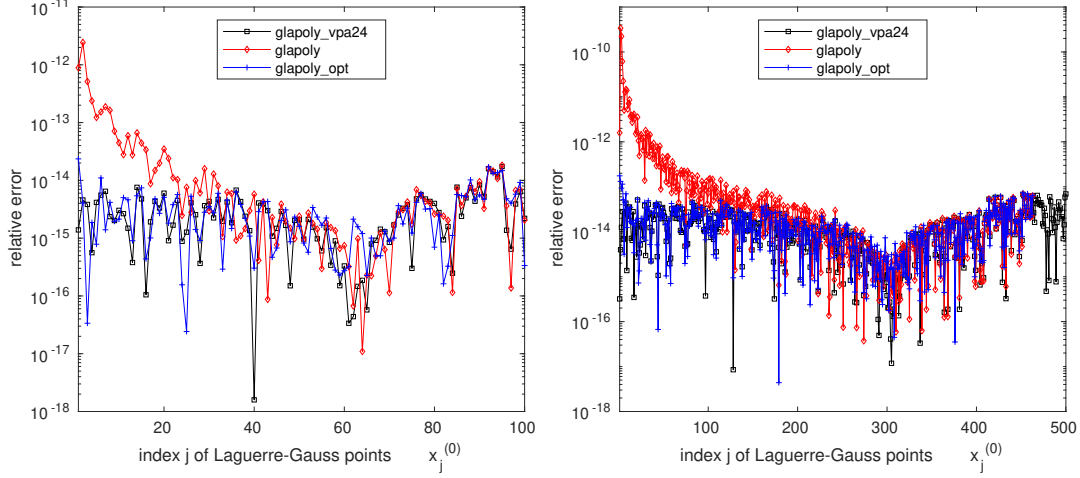 10^-11
10^-12
10^-13
10^-14
10^-15
10^-16
10^-17
10^-18
relative error
20 40 60 80 100
index j of Laguerre-Gauss points x_j^(0)
glapoly_vpa24
glapoly
glapoly_opt
10^-10
10^-12
10^-14
10^-16
10^-18
relative error
100 200 300 400 500
index j of Laguerre-Gauss points x_j^(0)
glapoly_vpa24
glapoly
glapoly_opt